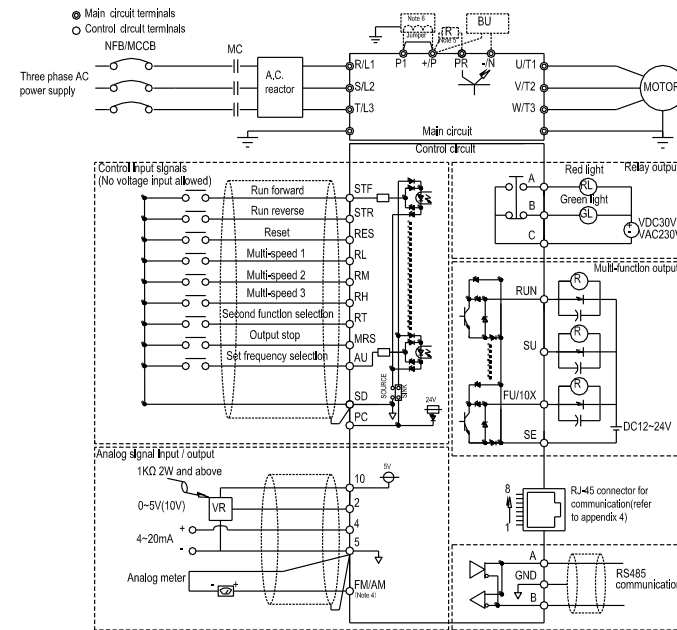 Main circuit terminals
Control circuit terminals
NFB/MCCB
MC
Three phase AC
power supply
A.C.
reactor
Note 6
Jumper
R
Note 5
BU
P1
+/P
PR
-/N
R/L1
S/L2
T/L3
U/T1
V/T2
W/T3
MOTOR
Main circuit
Control circuit
Control Input signals
(No voltage input allowed)
Run forward
STF
Run reverse
STR
Reset
RES
Multi-speed 1
RL
Multi-speed 2
RM
Multi-speed 3
RH
Second function selection
RT
Output stop
MRS
Set frequency selection
AU
SOURCE
SINK
SD
PC
24V
Red light
Relay output
A
RL
Green light
B
GL
C
VDC30V
VAC230V
Multi-function output
RUN
R
SU
R
FU/10X
R
SE
DC12~24V
Analog signal Input / output
1KΩ 2W and above
0~5V(10V)
VR
4~20mA
+
-
10
5V
2
4
5
Analog meter
- +
FM/AM
(Note 4)
8
1
RJ-45 connector for
communication(refer
to appendix 4)
A
GND
B
RS485
communication